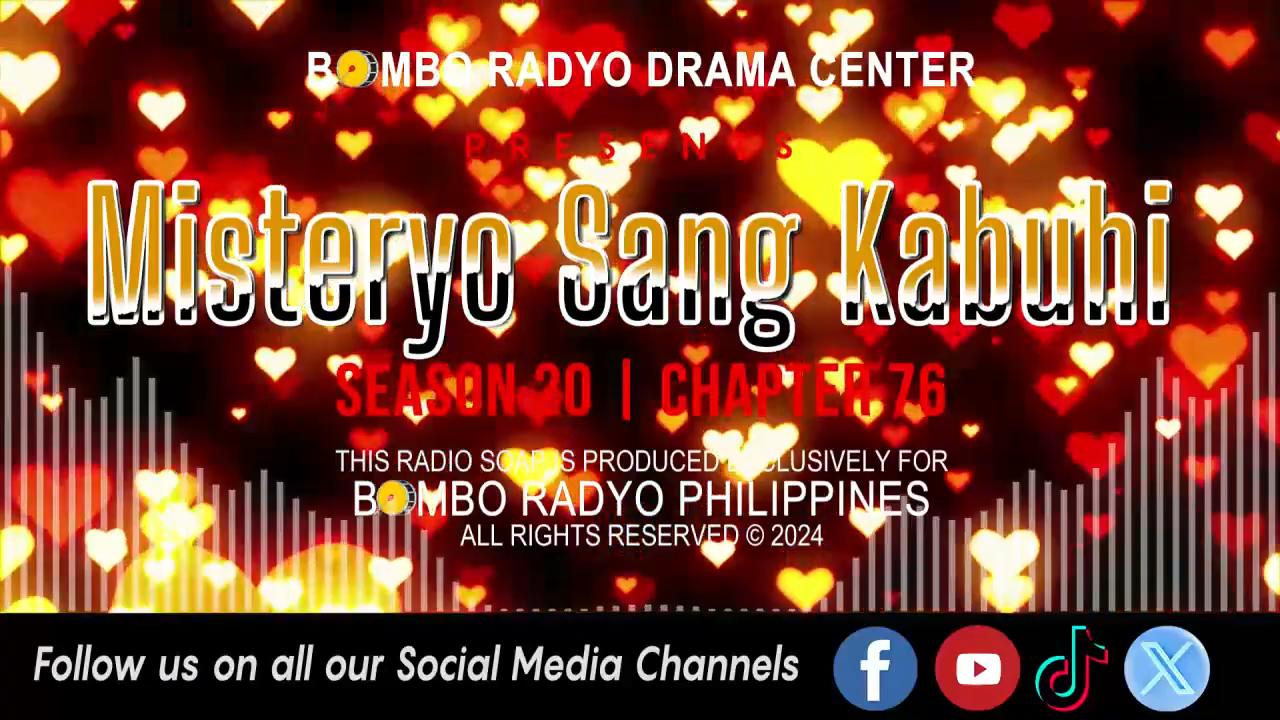 BOMBO RADYO DRAMA CENTER
PRESENTS
Misteryo Sang Kabuhi
SEASON 20 | CHAPTER 76
THIS RADIO SOAP IS PRODUCED EXCLUSIVELY FOR
BOMBO RADYO PHILIPPINES
ALL RIGHTS RESERVED © 2024
Follow us on all our Social Media Channels